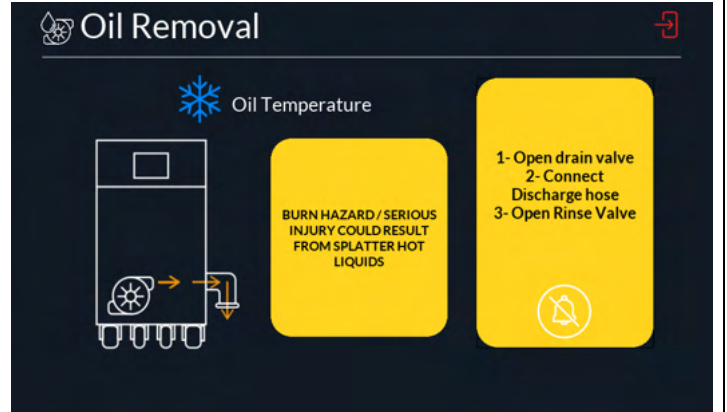 Oil Removal
Oil Temperature
BURN HAZARD / SERIOUS
INJURY COULD RESULT
FROM SPLATTER HOT
LIQUIDS
1- Open drain valve
2- Connect
Discharge hose
3- Open Rinse Valve